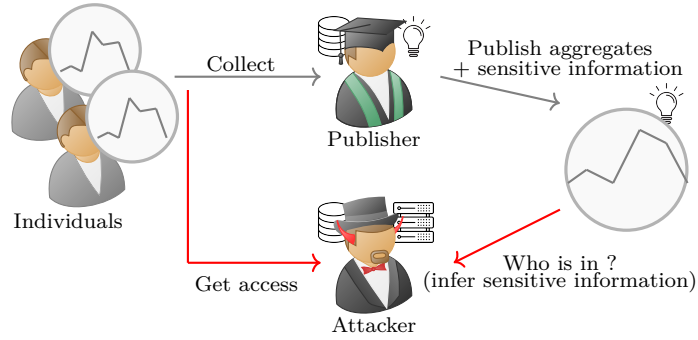 Collect
Publish aggregates
+ sensitive information
Publisher
Individuals
Get access
Who is in ?
(infer sensitive information)
Attacker